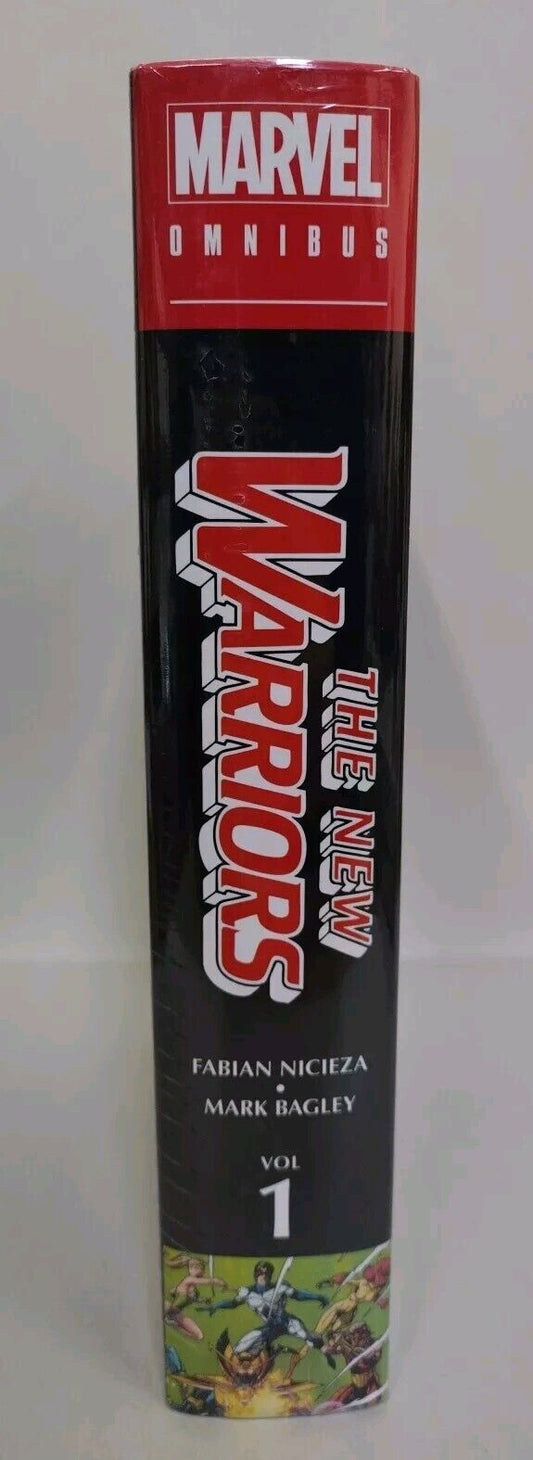 MARVEL
OMNIBUS
THE NEW
WARRIORS
FABIAN NICIEZA
•
MARK BAGLEY
VOL
1